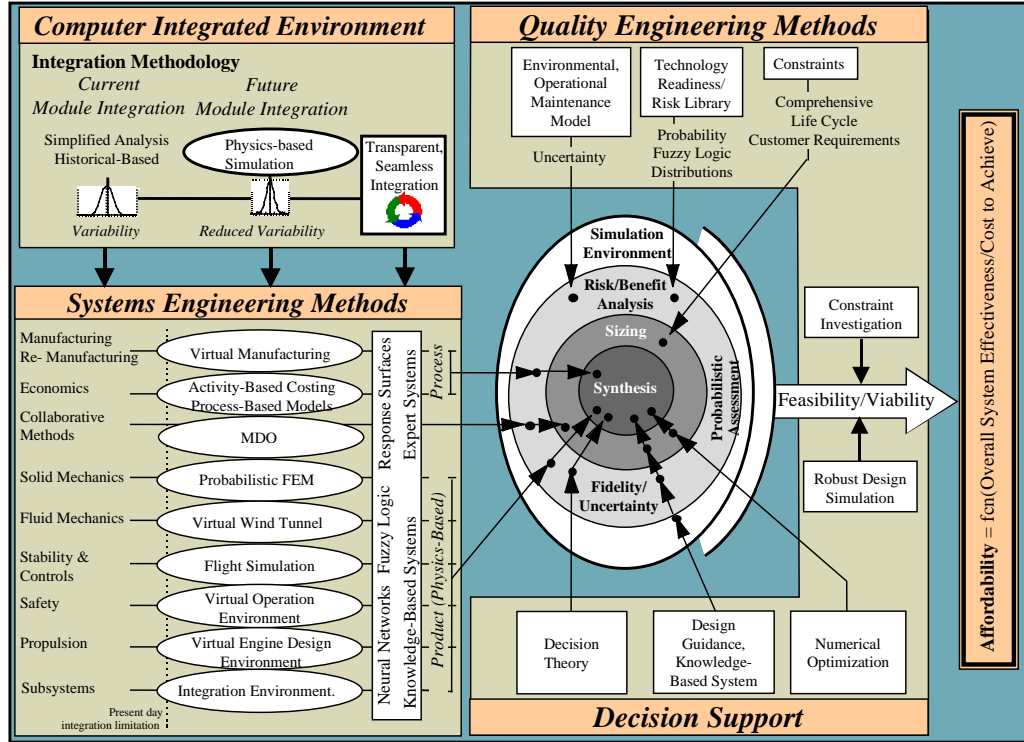 Computer Integrated Environment
Integration Methodology
Current
Module Integration
Future
Module Integration
Simplified Analysis
Historical-Based
Physics-based
Simulation
Transparent,
Seamless
Integration
Variability
Reduced Variability
Quality Engineering Methods
Environmental,
Operational
Maintenance
Model
Uncertainty
Technology
Readiness/
Risk Library
Probability
Fuzzy Logic
Distributions
Constraints
Comprehensive
Life Cycle
Customer Requirements
Systems Engineering Methods
Manufacturing
Re- Manufacturing
Economics
Collaborative
Methods
Solid Mechanics
Fluid Mechanics
Stability &
Controls
Safety
Propulsion
Subsystems
Present day
integration limitation
Virtual Manufacturing
Activity-Based Costing
Process-Based Models
MDO
Probabilistic FEM
Virtual Wind Tunnel
Flight Simulation
Virtual Operation
Environment
Virtual Engine Design
Environment
Integration Environment.
Neural Networks Fuzzy Logic Response Surfaces
Knowledge-Based Systems Expert Systems
Process
Product (Physics-Based)
Simulation
Environment
Risk/Benefit
Analysis
Sizing
Synthesis
Fidelity/
Uncertainty
Probabilistic
Assessment
Constraint
Investigation
Feasibility/Viability
Robust Design
Simulation
Decision
Theory
Design
Guidance,
Knowledge-
Based System
Numerical
Optimization
Decision Support
Affordability = fcn(Overall System Effectiveness/Cost to Achieve)